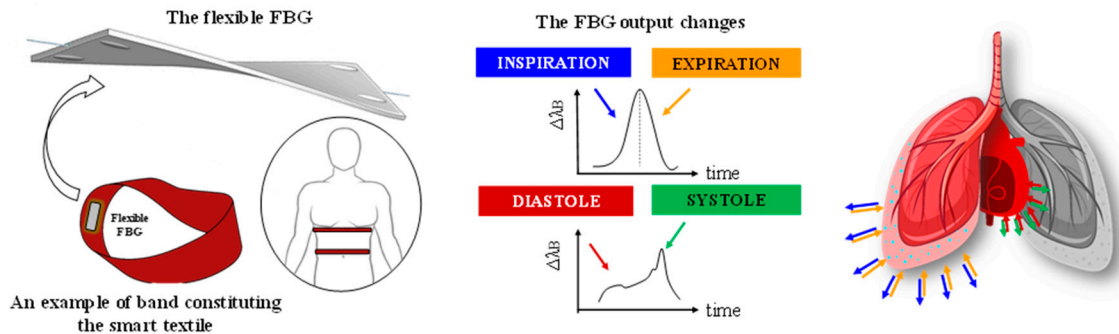 The flexible FBG
Flexible
FBG
An example of band constituting
the smart textile
The FBG output changes
INSPIRATION
EXPIRATION
ΔλB
time
DIASTOLE
SYSTOLE
ΔλB
time